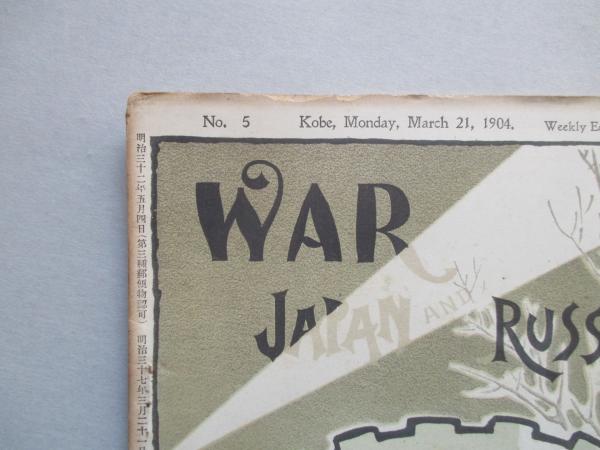 No. 5 Kobe, Monday, March 21, 1904. Weekly
WAR
JAPAN AND RUSS
明治三十二年五月四日(第三種郵便物認可) 明治三十七年三月二十一日